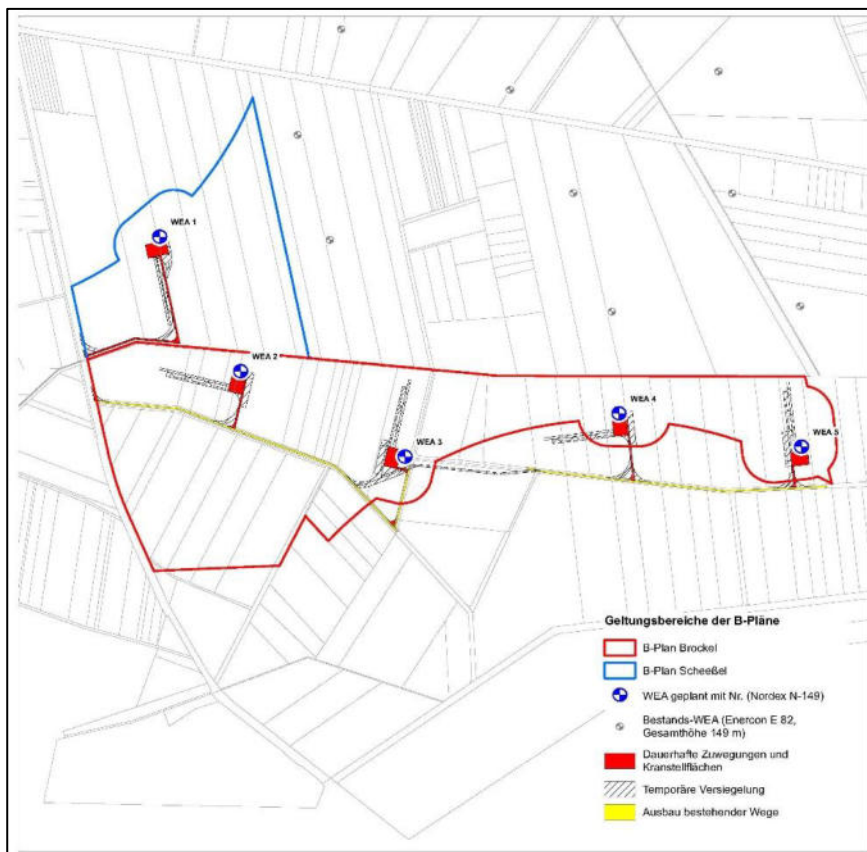 WEA 1
WEA 2
WEA 3
WEA 4
WEA 5
Geltungsbereiche der B-Pläne
B-Plan Brockel
B-Plan Scheeßel
WEA geplant mit Nr. (Nordex N-149)
Bestands-WEA (Enercon E 82,
Gesamthöhe 149 m)
Dauerhafte Zuwegungen und
Kranstellflächen
Temporäre Versiegelung
Ausbau bestehender Wege